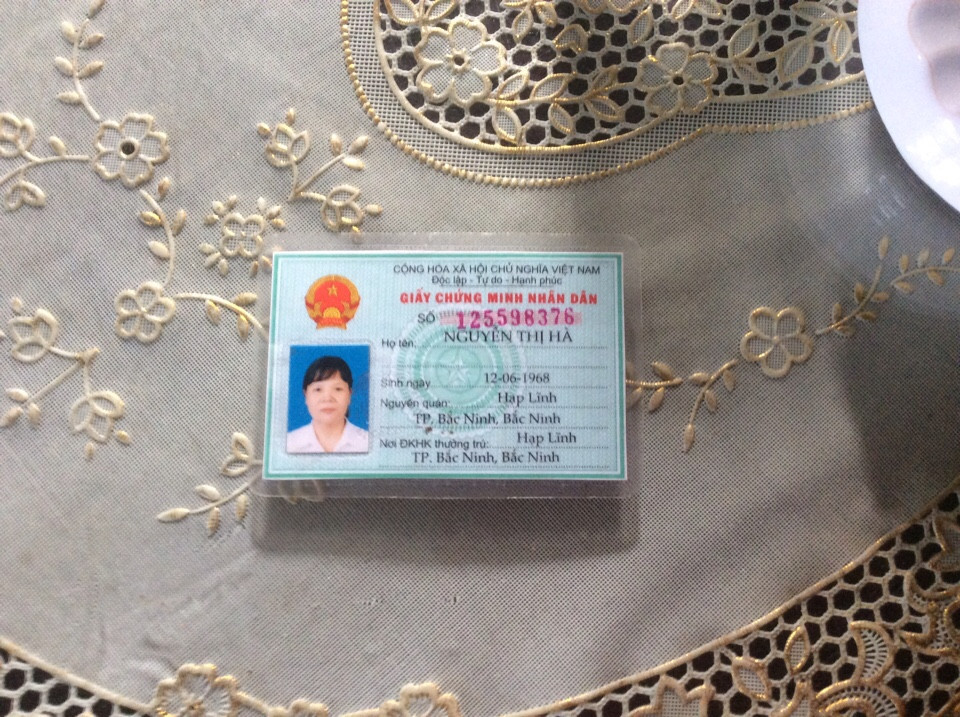 CỘNG HÒA XÃ HỘI CHỦ NGHĨA VIỆT NAM
Độc lập - Tự do - Hạnh phúc
GIẤY CHỨNG MINH NHÂN DÂN
SỐ 125598376
Họ tên: NGUYỄN THỊ HÀ
Sinh ngày 12-06-1968
Nguyên quán: Hạp Lĩnh
TP. Bắc Ninh, Bắc Ninh
Nơi ĐKHK thường trú: Hạp Lĩnh
TP. Bắc Ninh, Bắc Ninh